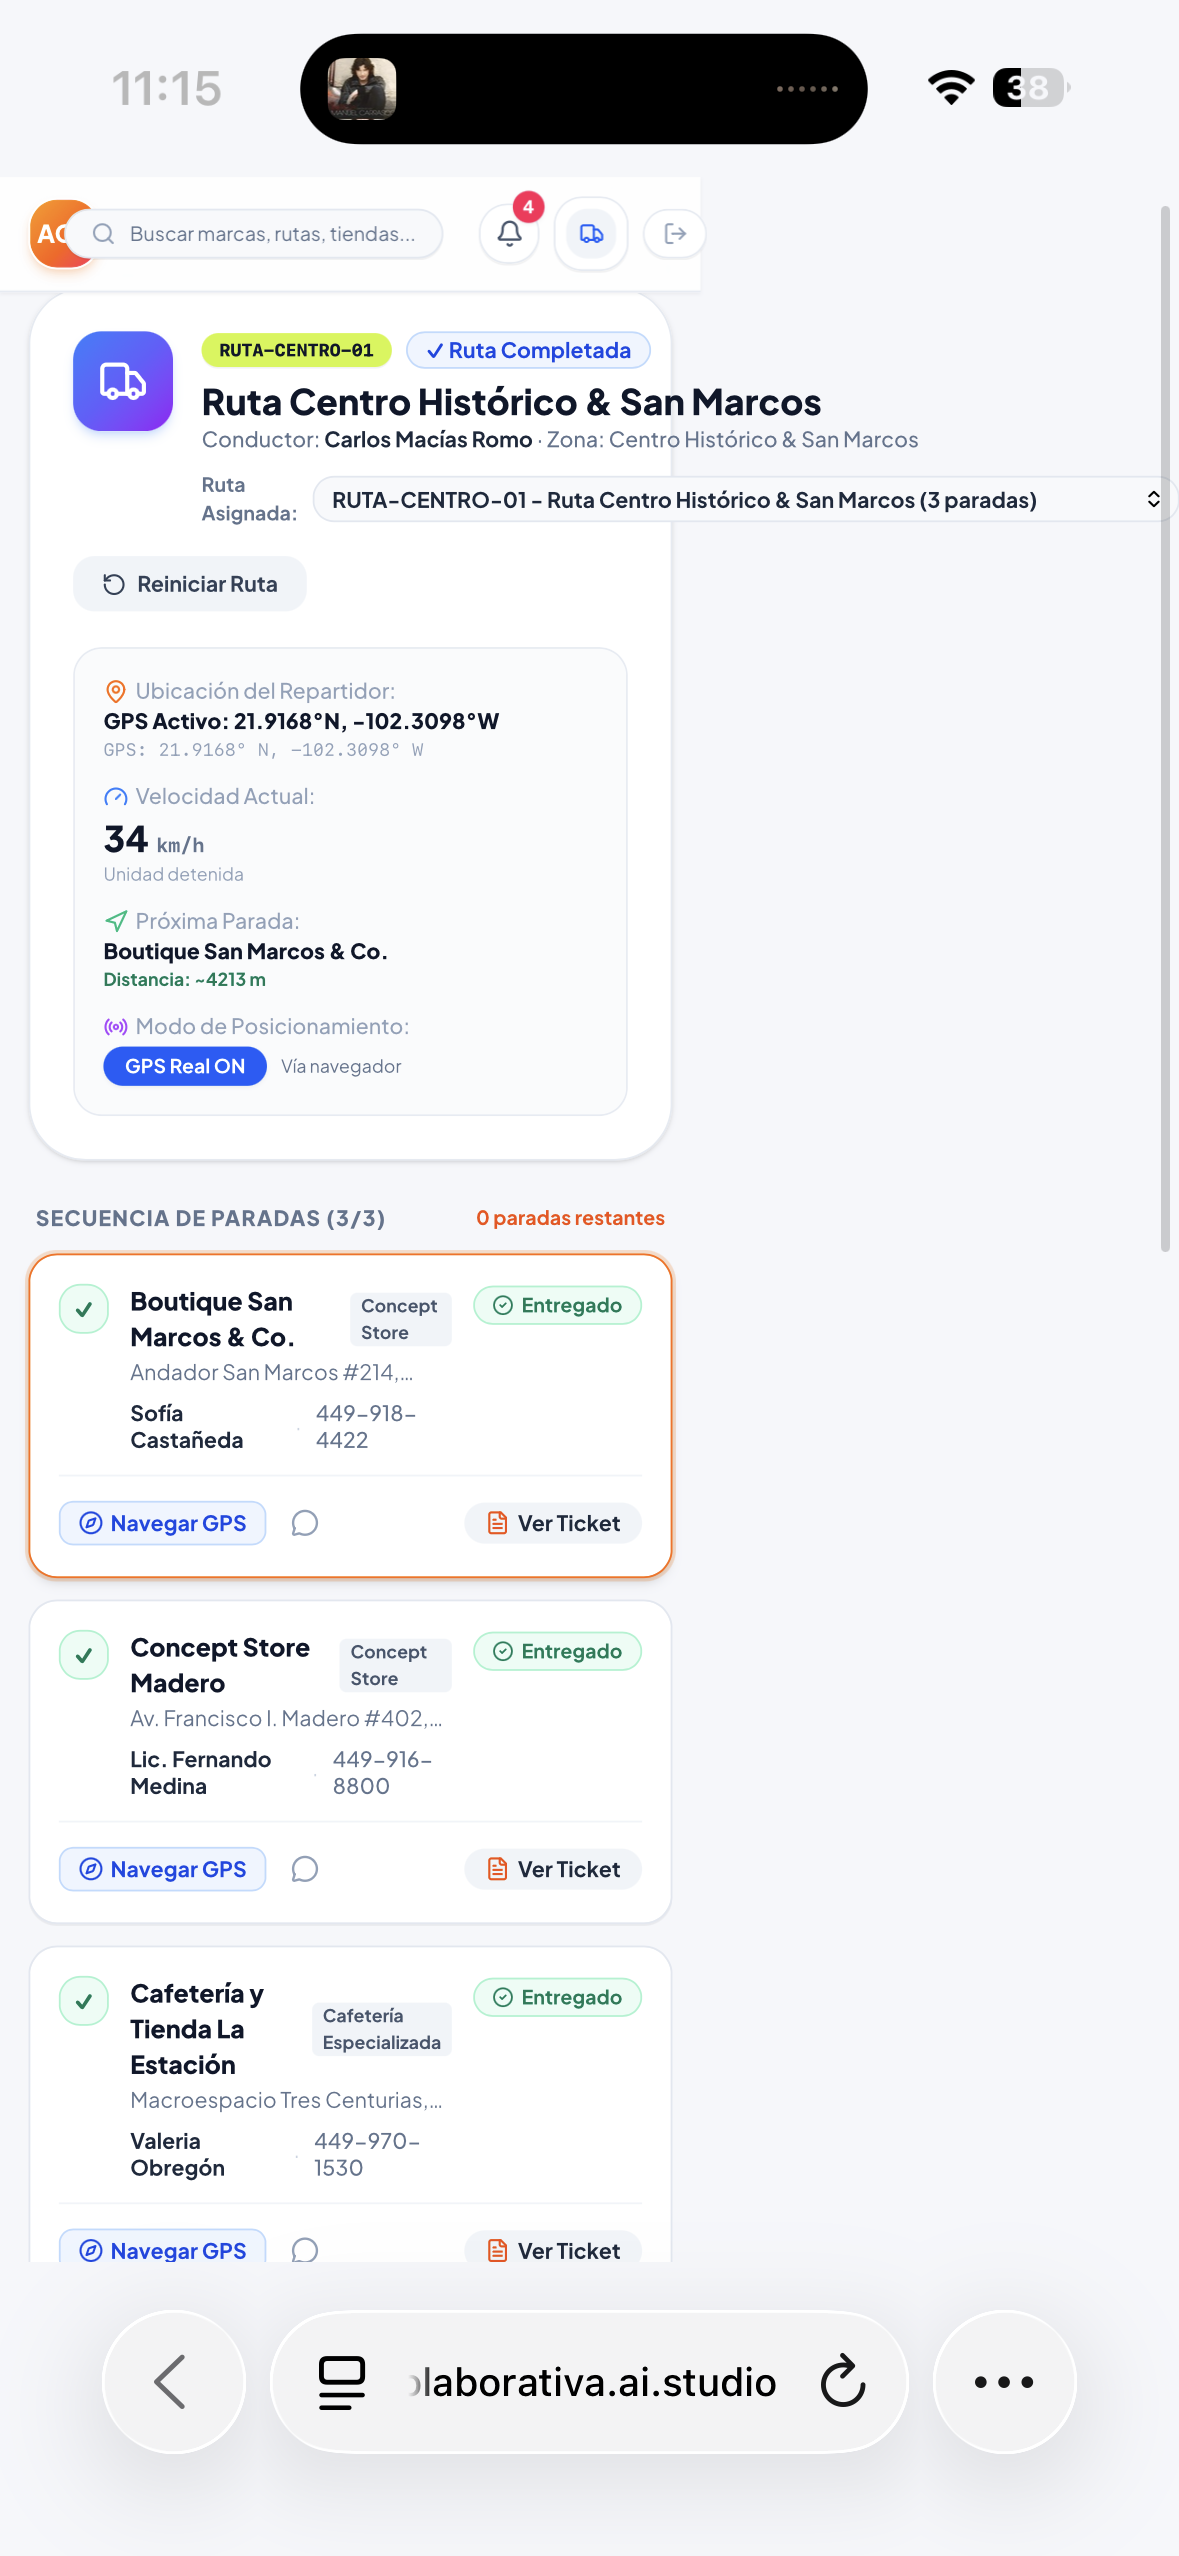 11:15
38
Buscar marcas, rutas, tiendas...
4
RUTA-CENTRO-01
Ruta Completada
Ruta Centro Histórico & San Marcos
Conductor: Carlos Macías Romo · Zona: Centro Histórico & San Marcos
Ruta
Asignada:
RUTA-CENTRO-01 - Ruta Centro Histórico & San Marcos (3 paradas)
Reiniciar Ruta
Ubicación del Repartidor:
GPS Activo: 21.9168°N, -102.3098°W
GPS: 21.9168° N, -102.3098° W
Velocidad Actual:
34 km/h
Unidad detenida
Próxima Parada:
Boutique San Marcos & Co.
Distancia: ~4213 m
Modo de Posicionamiento:
GPS Real ON
Vía navegador
SECUENCIA DE PARADAS (3/3)
0 paradas restantes
Boutique San
Marcos & Co.
Concept
Store
Entregado
Andador San Marcos #214,...
Sofía
Castañeda
·
449-918-
4422
Navegar GPS
Ver Ticket
Concept Store
Madero
Concept
Store
Entregado
Av. Francisco I. Madero #402,...
Lic. Fernando
Medina
·
449-916-
8800
Navegar GPS
Ver Ticket
Cafetería y
Tienda La
Estación
Cafetería
Especializada
Entregado
Macroespacio Tres Centurias,...
Valeria
Obregón
·
449-970-
1530
Navegar GPS
Ver Ticket
laborativa.ai.studio